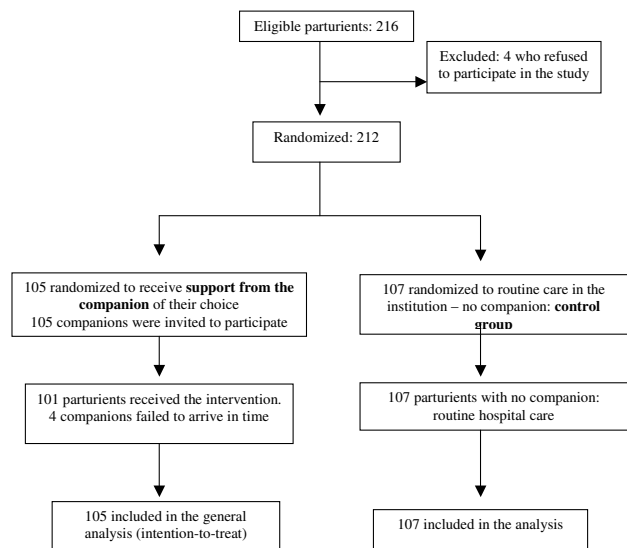 Eligible parturients: 216
Excluded: 4 who refused
to participate in the study
Randomized: 212
105 randomized to receive support from the
companion of their choice
105 companions were invited to participate
107 randomized to routine care in the
institution – no companion: control
group
101 parturients received the intervention.
4 companions failed to arrive in time
107 parturients with no companion:
routine hospital care
105 included in the general
analysis (intention-to-treat)
107 included in the analysis